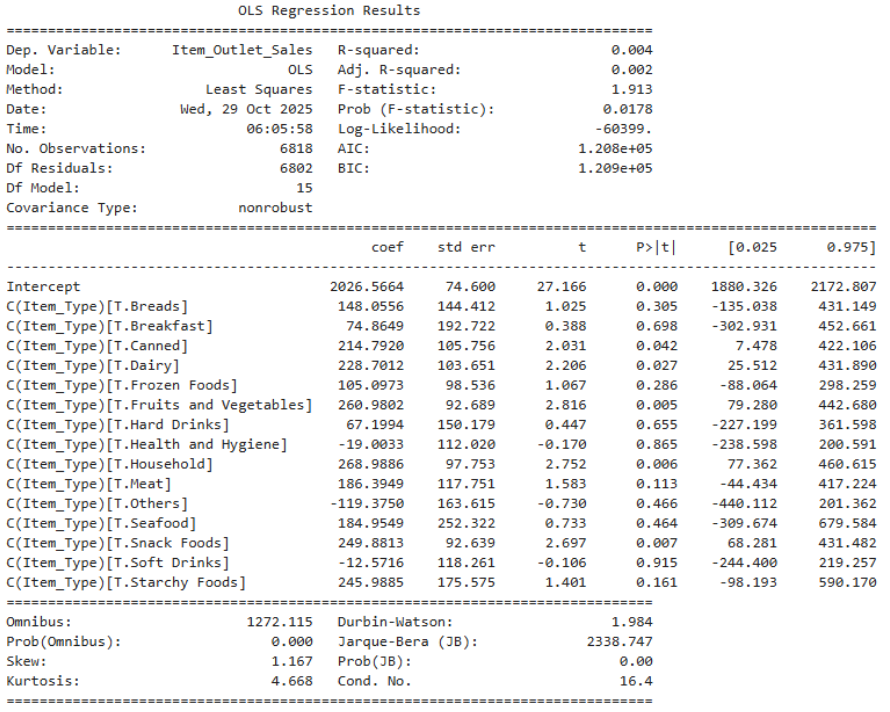 OLS Regression Results
==============================================================================
Dep. Variable: Item_Outlet_Sales R-squared: 0.004
Model: OLS Adj. R-squared: 0.002
Method: Least Squares F-statistic: 1.913
Date: Wed, 29 Oct 2025 Prob (F-statistic): 0.0178
Time: 06:05:58 Log-Likelihood: -60399.
No. Observations: 6818 AIC: 1.208e+05
Df Residuals: 6802 BIC: 1.209e+05
Df Model: 15
Covariance Type: nonrobust
=========================================================================================================
coef std err t P>|t| [0.025 0.975]
---------------------------------------------------------------------------------------------------------
Intercept 2026.5664 74.600 27.166 0.000 1880.326 2172.807
C(Item_Type)[T.Breads] 148.0556 144.412 1.025 0.305 -135.038 431.149
C(Item_Type)[T.Breakfast] 74.8649 192.722 0.388 0.698 -302.931 452.661
C(Item_Type)[T.Canned] 214.7920 105.756 2.031 0.042 7.478 422.106
C(Item_Type)[T.Dairy] 228.7012 103.651 2.206 0.027 25.512 431.890
C(Item_Type)[T.Frozen Foods] 105.0973 98.536 1.067 0.286 -88.064 298.259
C(Item_Type)[T.Fruits and Vegetables] 260.9802 92.689 2.816 0.005 79.280 442.680
C(Item_Type)[T.Hard Drinks] 67.1994 150.179 0.447 0.655 -227.199 361.598
C(Item_Type)[T.Health and Hygiene] -19.0033 112.020 -0.170 0.865 -238.598 200.591
C(Item_Type)[T.Household] 268.9886 97.753 2.752 0.006 77.362 460.615
C(Item_Type)[T.Meat] 186.3949 117.751 1.583 0.113 -44.434 417.224
C(Item_Type)[T.Others] -119.3750 163.615 -0.730 0.466 -440.112 201.362
C(Item_Type)[T.Seafood] 184.9549 252.322 0.733 0.464 -309.674 679.584
C(Item_Type)[T.Snack Foods] 249.8813 92.639 2.697 0.007 68.281 431.482
C(Item_Type)[T.Soft Drinks] -12.5716 118.261 -0.106 0.915 -244.400 219.257
C(Item_Type)[T.Starchy Foods] 245.9885 175.575 1.401 0.161 -98.193 590.170
==============================================================================
Omnibus: 1272.115 Durbin-Watson: 1.984
Prob(Omnibus): 0.000 Jarque-Bera (JB): 2338.747
Skew: 1.167 Prob(JB): 0.00
Kurtosis: 4.668 Cond. No. 16.4
==============================================================================